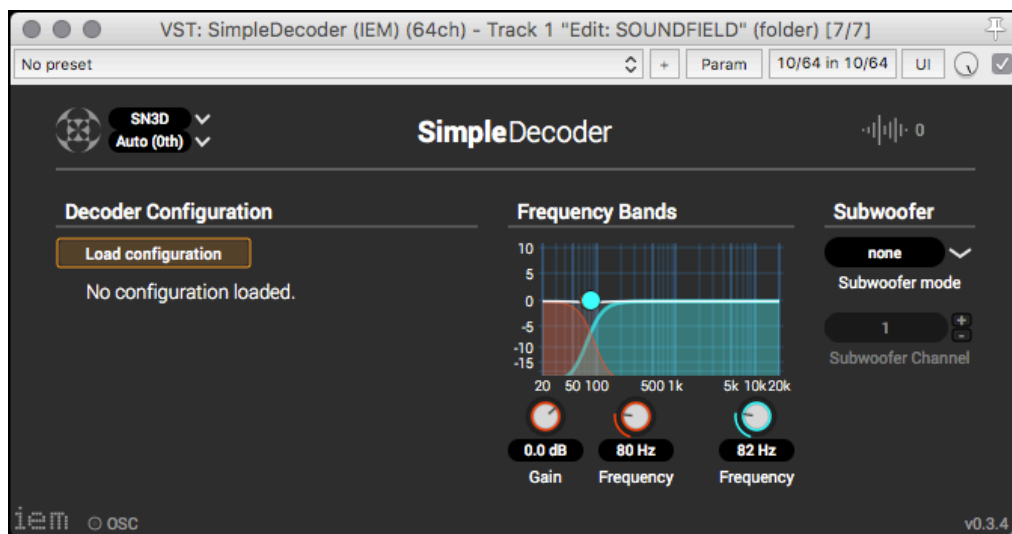 VST: SimpleDecoder (IEM) (64ch) - Track 1 "Edit: SOUNDFIELD" (folder) [7/7]
No preset + Param 10/64 in 10/64 UI
SN3D
Auto (0th)
SimpleDecoder
0
Decoder Configuration
Load configuration
No configuration loaded.
Frequency Bands
10
5
0
-5
-10
-15
20 50 100 500 1k 5k 10k 20k
0.0 dB 80 Hz 82 Hz
Gain Frequency Frequency
Subwoofer
none
Subwoofer mode
1 + -
Subwoofer Channel
iem OSC v0.3.4